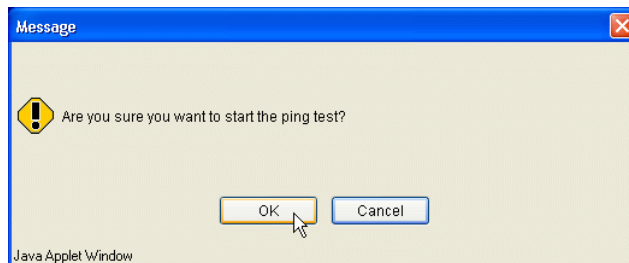 Message
Are you sure you want to start the ping test?
OK
Cancel
Java Applet Window